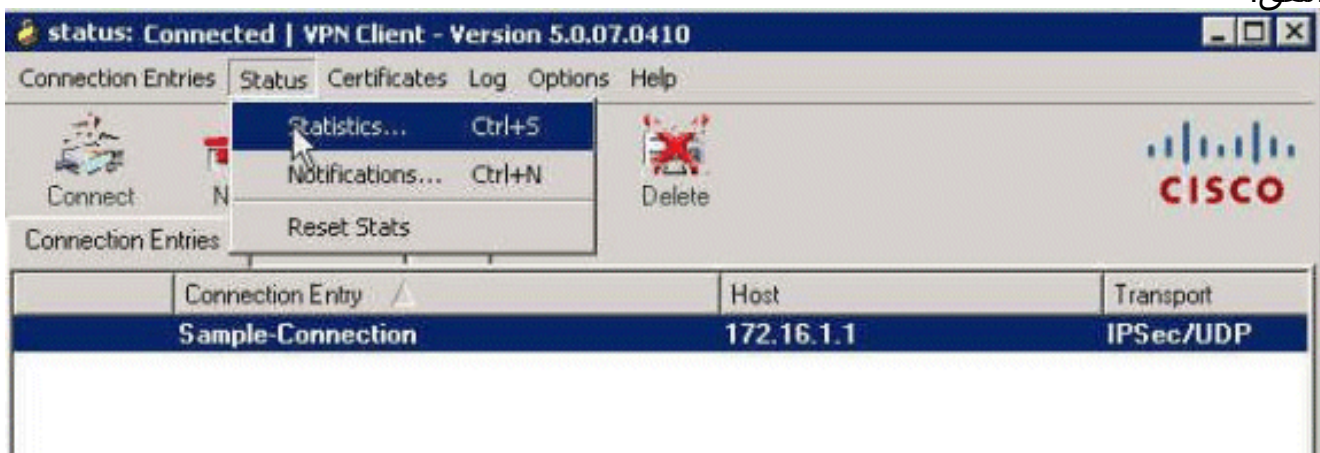 status: Connected | VPN Client - Version 5.0.07.0410
Connection Entries Status Certificates Log Options Help
Statistics... Ctrl+S
Notifications... Ctrl+N
Reset Stats
Connect
Delete
CISCO
Connection Entries
Connection Entry Host Transport
Sample-Connection 172.16.1.1 IPSec/UDP